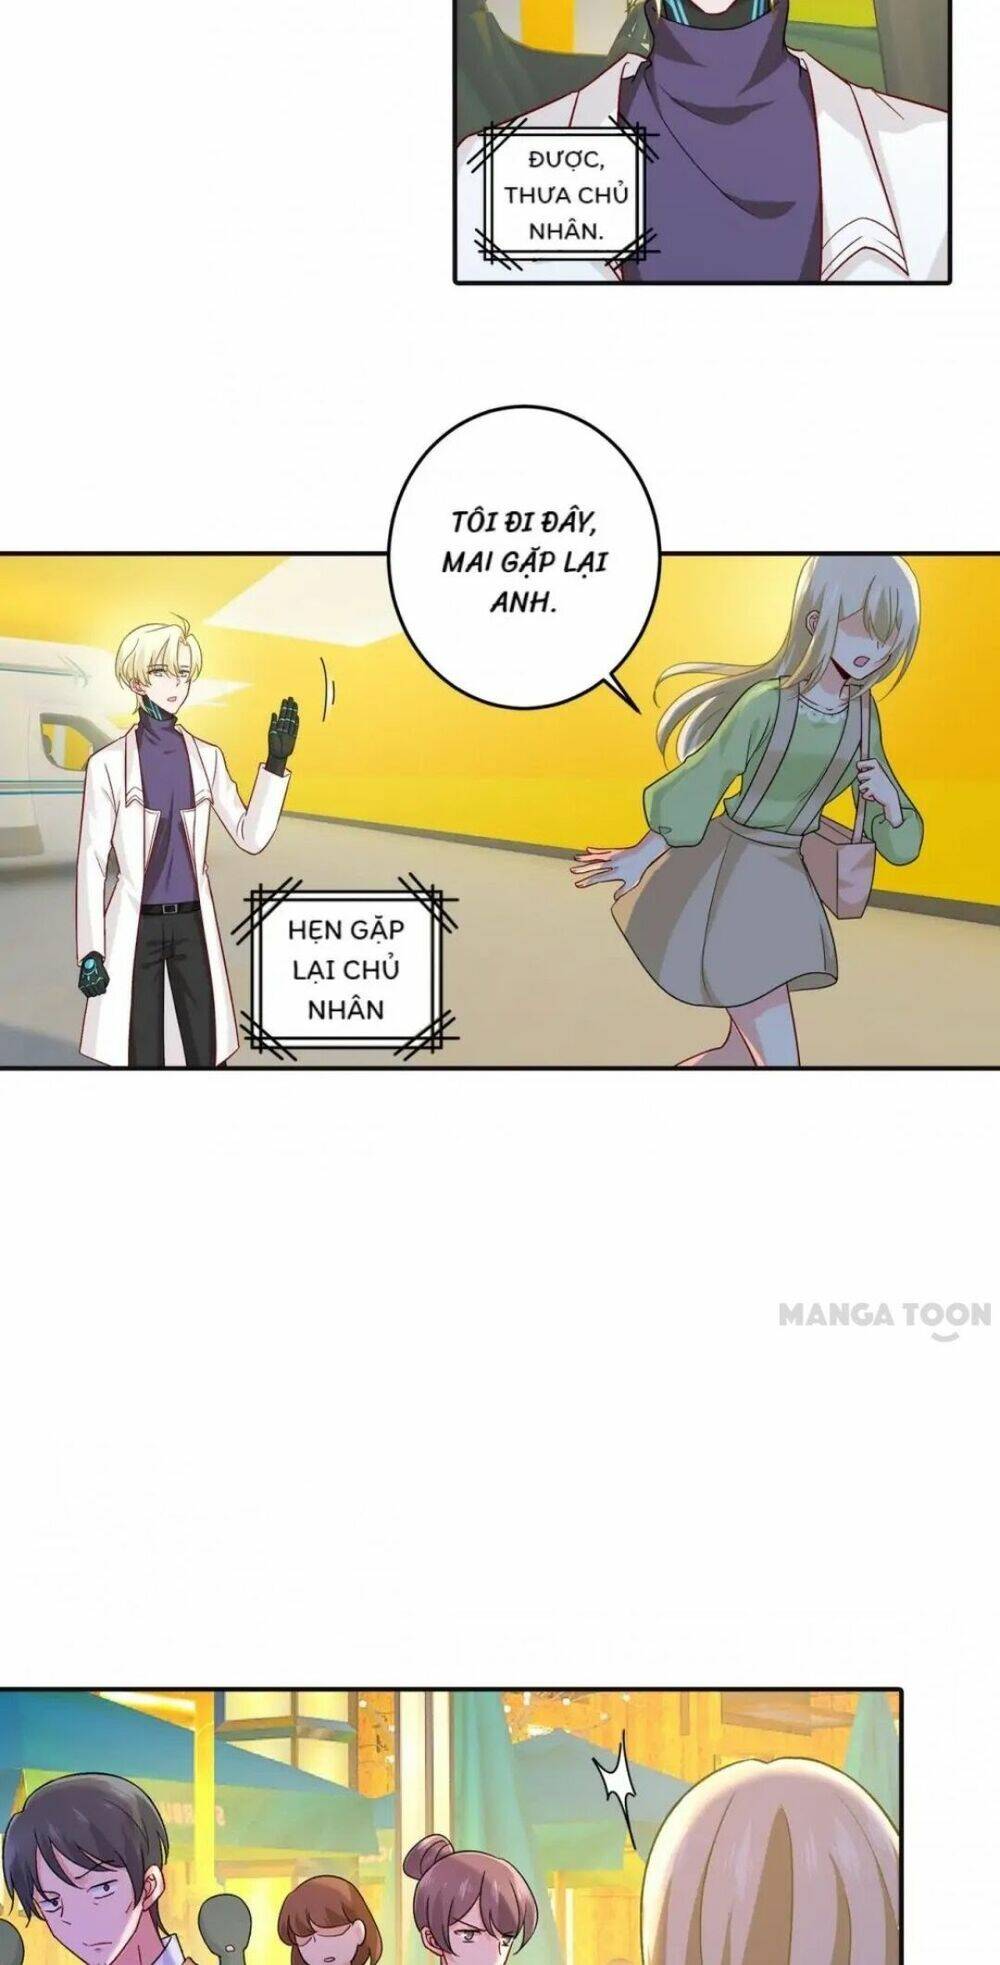 ĐƯỢC,
THƯA CHỦ
NHÂN.
TÔI ĐI ĐÂY,
MAI GẶP LẠI
ANH.
HẸN GẶP
LẠI CHỦ
NHÂN
MANGA TOON